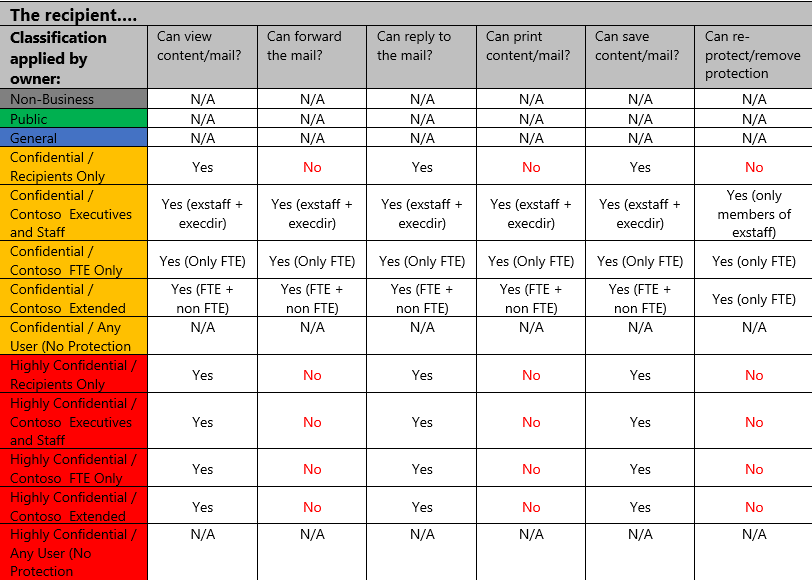 The recipient....
Classification applied by owner: Can view content/mail? Can forward the mail? Can reply to the mail? Can print content/mail? Can save content/mail? Can re-protect/remove protection
Non-Business N/A N/A N/A N/A N/A N/A
Public N/A N/A N/A N/A N/A N/A
General N/A N/A N/A N/A N/A N/A
Confidential / Recipients Only Yes No Yes No Yes No
Confidential / Contoso Executives and Staff Yes (exstaff + execdir) Yes (exstaff + execdir) Yes (exstaff + execdir) Yes (exstaff + execdir) Yes (exstaff + execdir) Yes (only members of exstaff)
Confidential / Contoso FTE Only Yes (Only FTE) Yes (Only FTE) Yes (Only FTE) Yes (Only FTE) Yes (Only FTE) Yes (only FTE)
Confidential / Contoso Extended Yes (FTE + non FTE) Yes (FTE + non FTE) Yes (FTE + non FTE) Yes (FTE + non FTE) Yes (FTE + non FTE) Yes (only FTE)
Confidential / Any User (No Protection N/A N/A N/A N/A N/A N/A
Highly Confidential / Recipients Only Yes No Yes No Yes No
Highly Confidential / Contoso Executives and Staff Yes No Yes No Yes No
Highly Confidential / Contoso FTE Only Yes No Yes No Yes No
Highly Confidential / Contoso Extended Yes No Yes No Yes No
Highly Confidential / Any User (No Protection N/A N/A N/A N/A N/A N/A